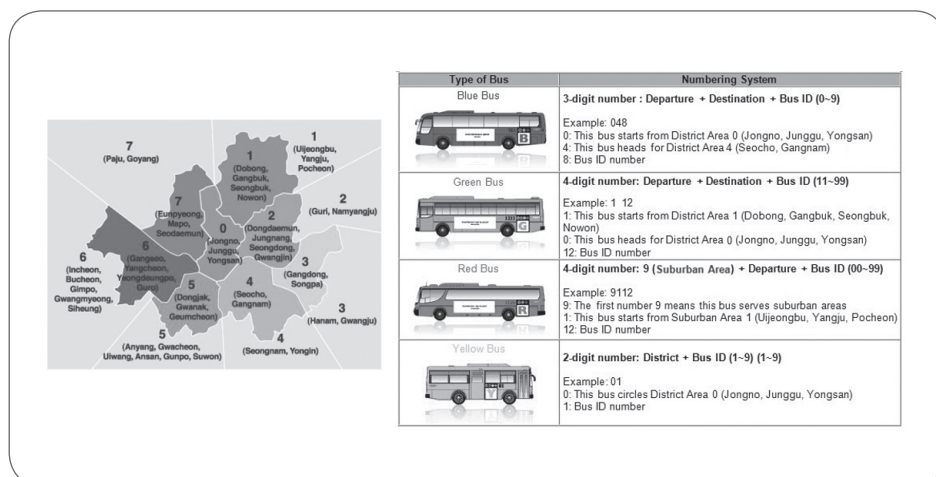 7
(Paju, Goyang)
1
(Uijeongbu,
Yangju,
Pocheon)
1
(Dobong,
Gangbuk,
Seongbuk,
Nowon)
2
(Guri, Namyangju)
7
(Eunpyeong,
Mapo,
Seodaemun)
0
(Jongno,
Junggu,
Yongsan)
2
(Dongdaemun,
Jungnang,
Seongdong,
Gwangjin)
6
(Incheon,
Bucheon,
Gimpo,
Gwangmyeong,
Siheung)
6
(Gangseo,
Yangcheon,
Yeongdeungpo,
Guro)
3
(Gangdong,
Songpa)
5
(Dongjak,
Gwanak,
Geumcheon)
4
(Seocho,
Gangnam)
3
(Hanam, Gwangju)
5
(Anyang, Gwacheon,
Uiwang, Ansan, Gunpo, Suwon)
4
(Seongnam, Yongin)
Type of Bus
Numbering System
Blue Bus
B
3-digit number : Departure + Destination + Bus ID (0~9)
Example: 048
0: This bus starts from District Area 0 (Jongno, Junggu, Yongsan)
4: This bus heads for District Area 4 (Seocho, Gangnam)
8: Bus ID number
Green Bus
G
4-digit number: Departure + Destination + Bus ID (11~99)
Example: 1 12
1: This bus starts from District Area 1 (Dobong, Gangbuk, Seongbuk,
Nowon)
0: This bus heads for District Area 0 (Jongno, Junggu, Yongsan)
12: Bus ID number
Red Bus
R
4-digit number: 9 (Suburban Area) + Departure + Bus ID (00~99)
Example: 9112
9: The first number 9 means this bus serves suburban areas
1: This bus starts from Suburban Area 1 (Uijeongbu, Yangju, Pocheon)
12: Bus ID number
Yellow Bus
Y
2-digit number: District + Bus ID (1~9) (1~9)
Example: 01
0: This bus circles District Area 0 (Jongno, Junggu, Yongsan)
1: Bus ID number